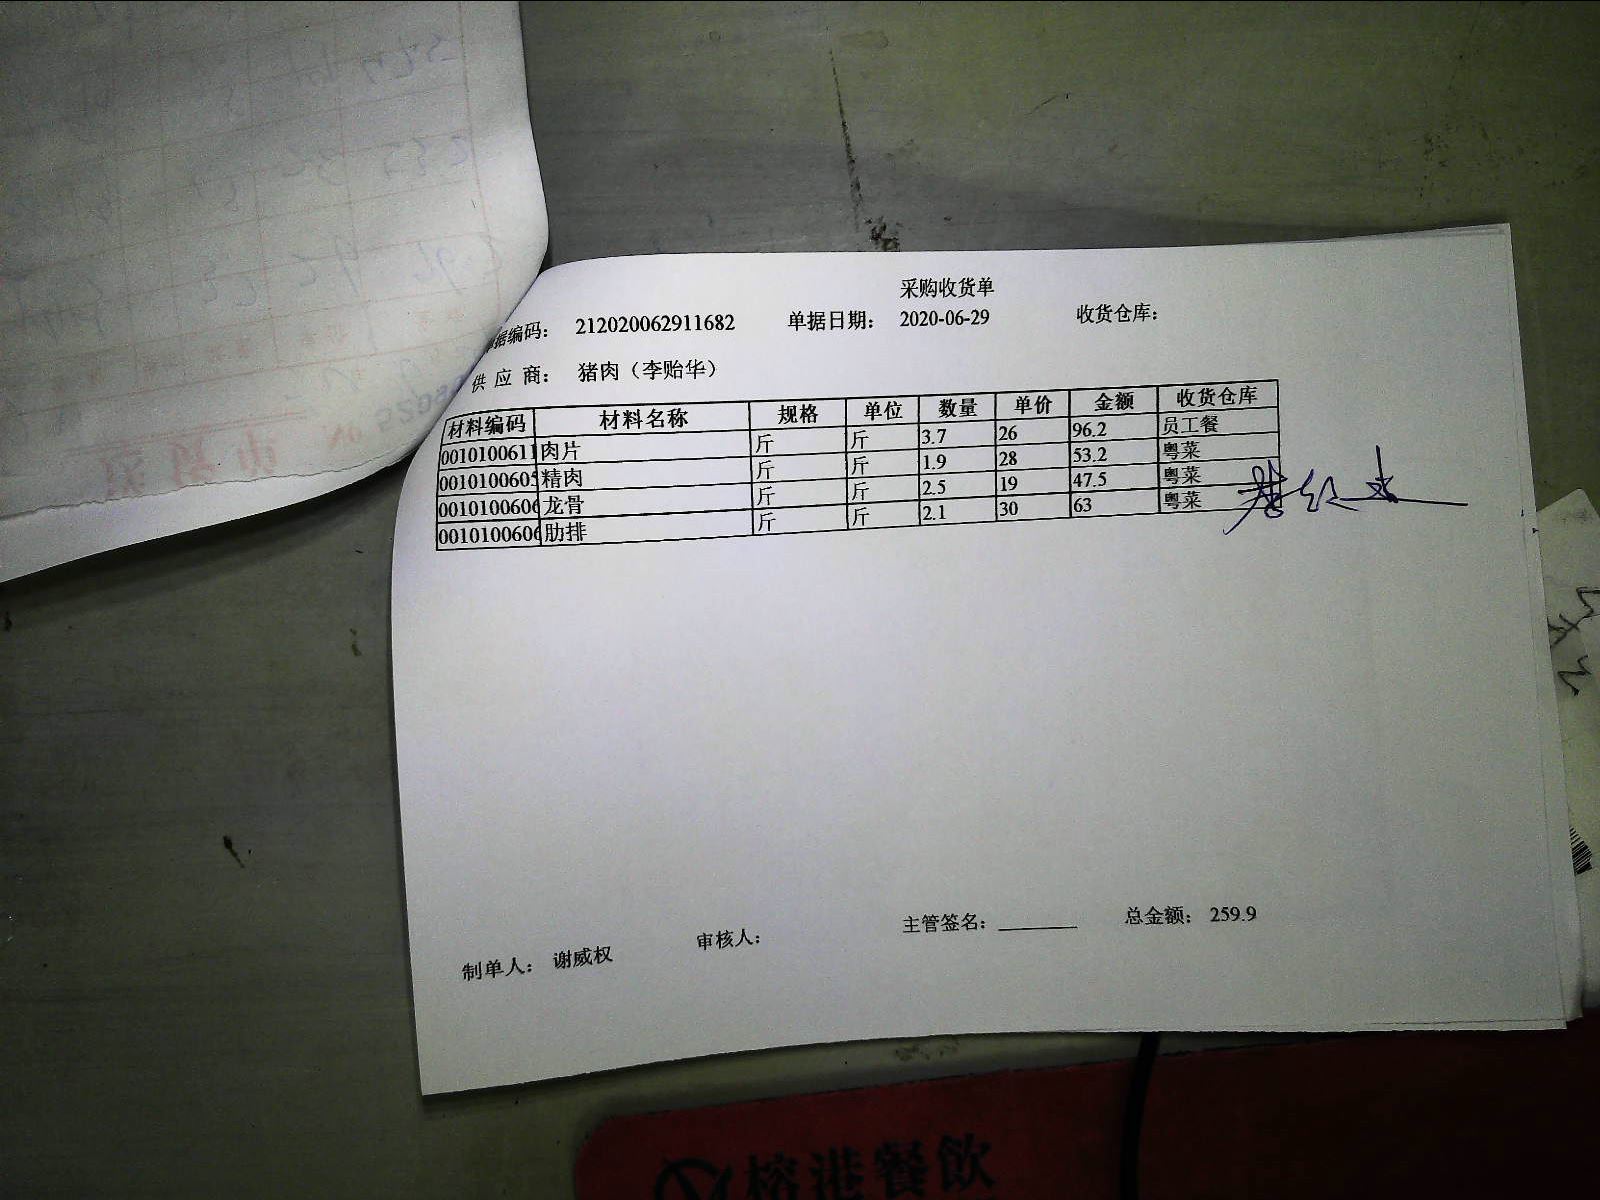 采购收货单
单据编码： 212020062911682 单据日期： 2020-06-29 收货仓库：
供 应 商： 猪肉（李贻华）
材料编码 材料名称 规格 单位 数量 单价 金额 收货仓库
0010100611 肉片 斤 斤 3.7 26 96.2 员工餐
0010100605 精肉 斤 斤 1.9 28 53.2 粤菜
0010100606 龙骨 斤 斤 2.5 19 47.5 粤菜
0010100606 肋排 斤 斤 2.1 30 63 粤菜
制单人： 谢威权 审核人： 主管签名： 总金额： 259.9
榕港餐飲